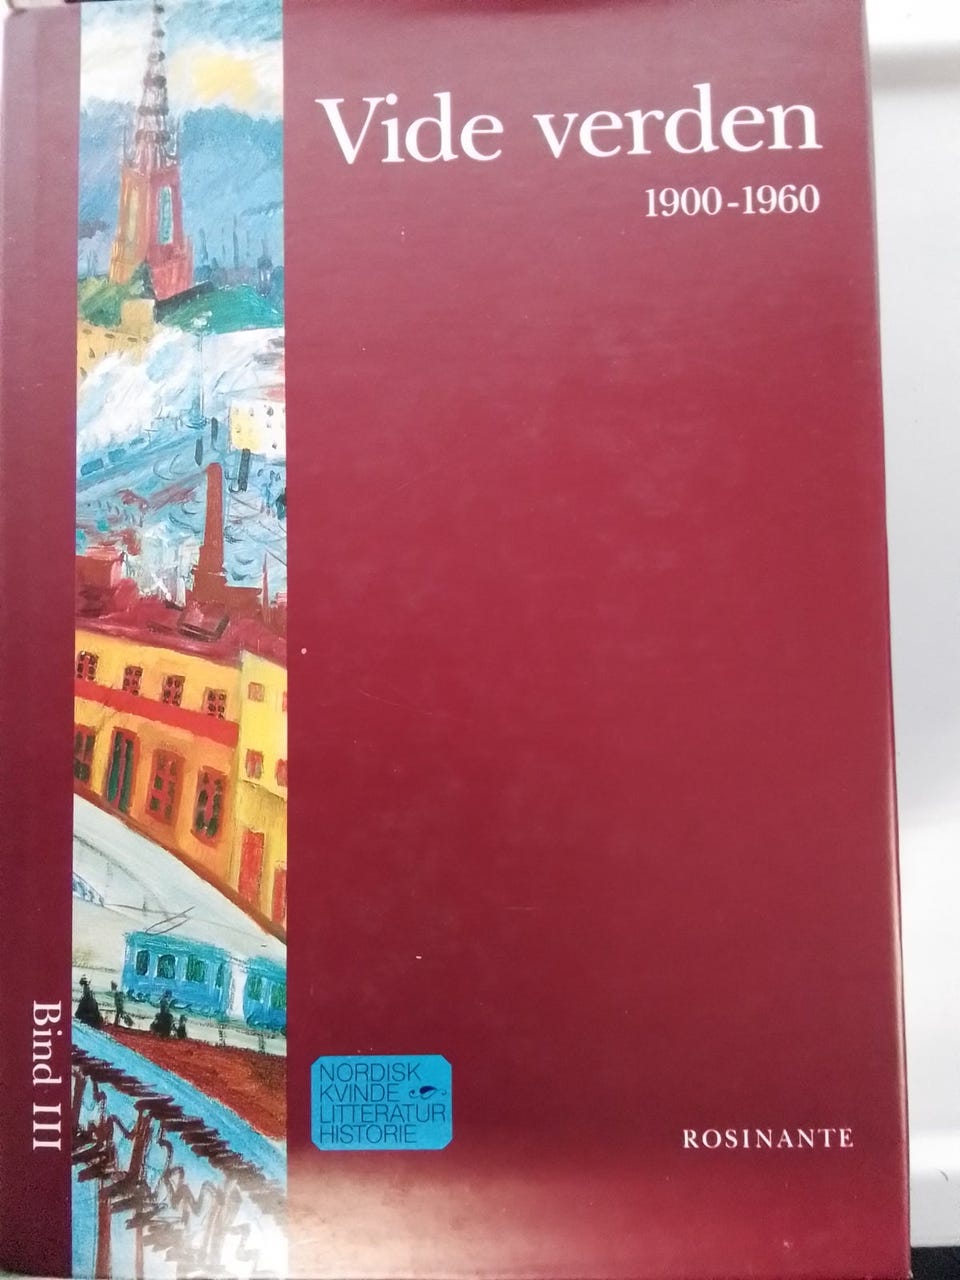 Vide verden
1900-1960
Bind III
NORDISK
KVINDE
LITTERATUR
HISTORIE
ROSINANTE